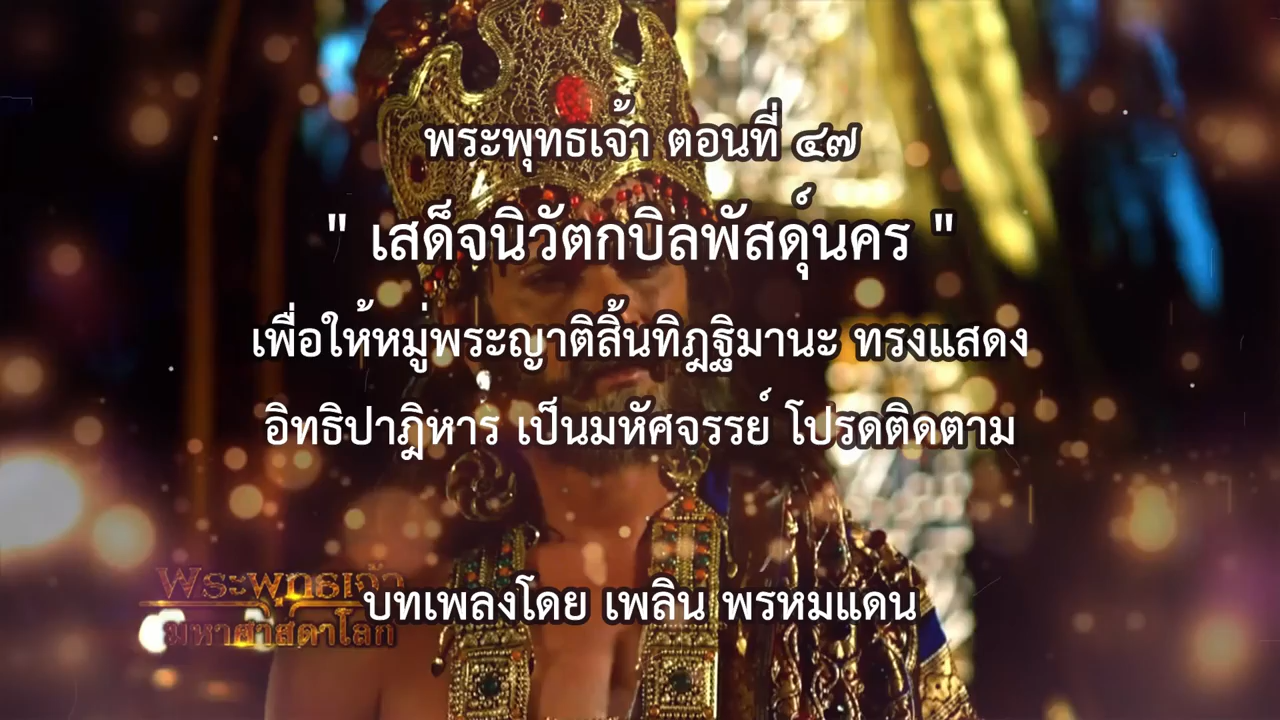 พระพุทธเจ้า ตอนที่ ๔๗
" เสด็จนิวัตกบิลพัสดุ์นคร "
เพื่อให้หมู่พระญาติสิ้นทิฏฐิมานะ ทรงแสดง
อิทธิปาฏิหาร์ เป็นมหัศจรรย์ โปรดติดตาม
พระพุทธเจ้า
มหาศาสดาโลก
บทเพลงโดย เพลิน พรหมแดน